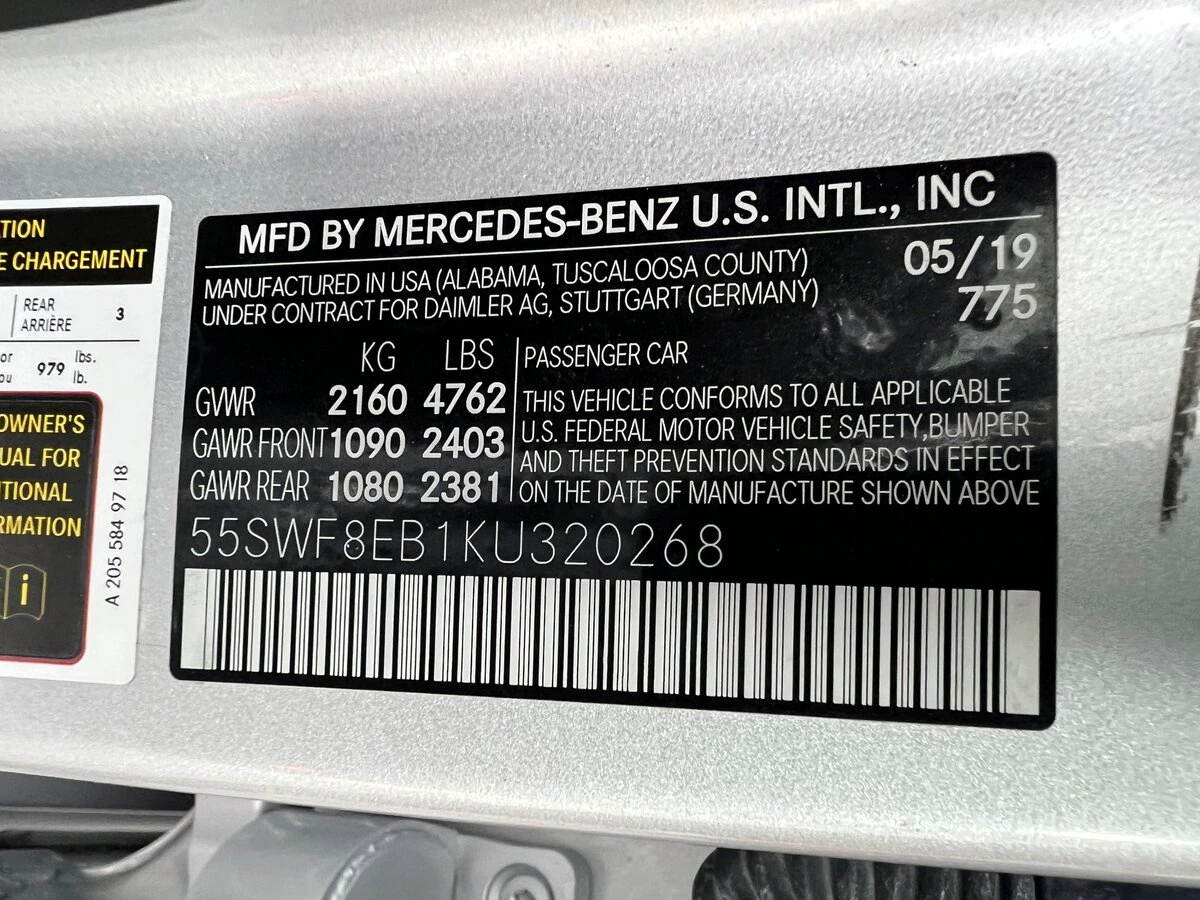 TION
E CHARGEMENT
REAR
ARRIÈRE
3
or
ou
979
lbs.
lb.
OWNER'S
UAL FOR
ITIONAL
RMATION
i
A 205 584 97 18
MFD BY MERCEDES-BENZ U.S. INTL., INC
MANUFACTURED IN USA (ALABAMA, TUSCALOOSA COUNTY)
UNDER CONTRACT FOR DAIMLER AG, STUTTGART (GERMANY)
05/19
775
KG LBS
GVWR 2160 4762
GAWR FRONT 1090 2403
GAWR REAR 1080 2381
PASSENGER CAR
THIS VEHICLE CONFORMS TO ALL APPLICABLE
U.S. FEDERAL MOTOR VEHICLE SAFETY,BUMPER
AND THEFT PREVENTION STANDARDS IN EFFECT
ON THE DATE OF MANUFACTURE SHOWN ABOVE
55SWF8EB1KU320268